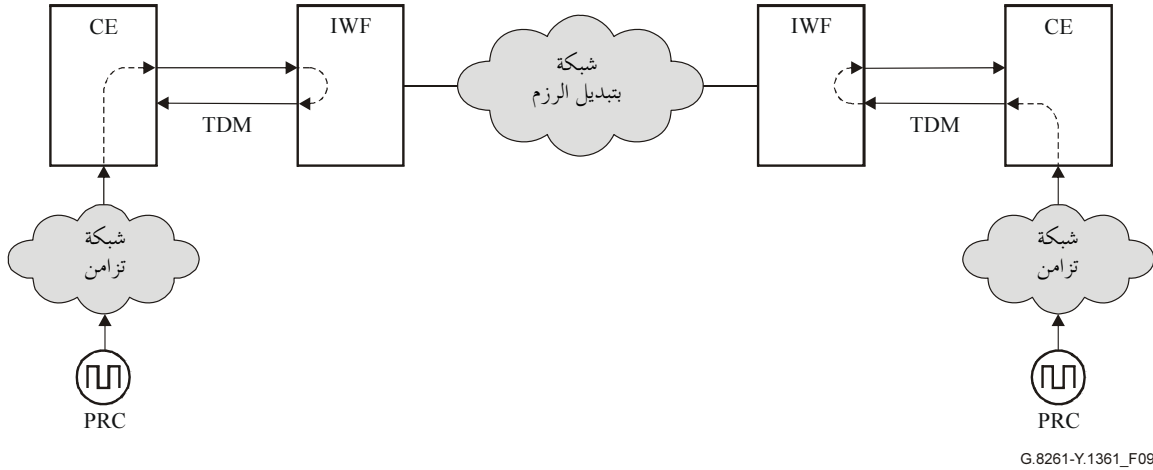 CE
IWF
IWF
CE
شبكة
بتبديل الرزم
TDM
TDM
شبكة
تزامن
شبكة
تزامن
PRC
PRC
G.8261-Y.1361_F09